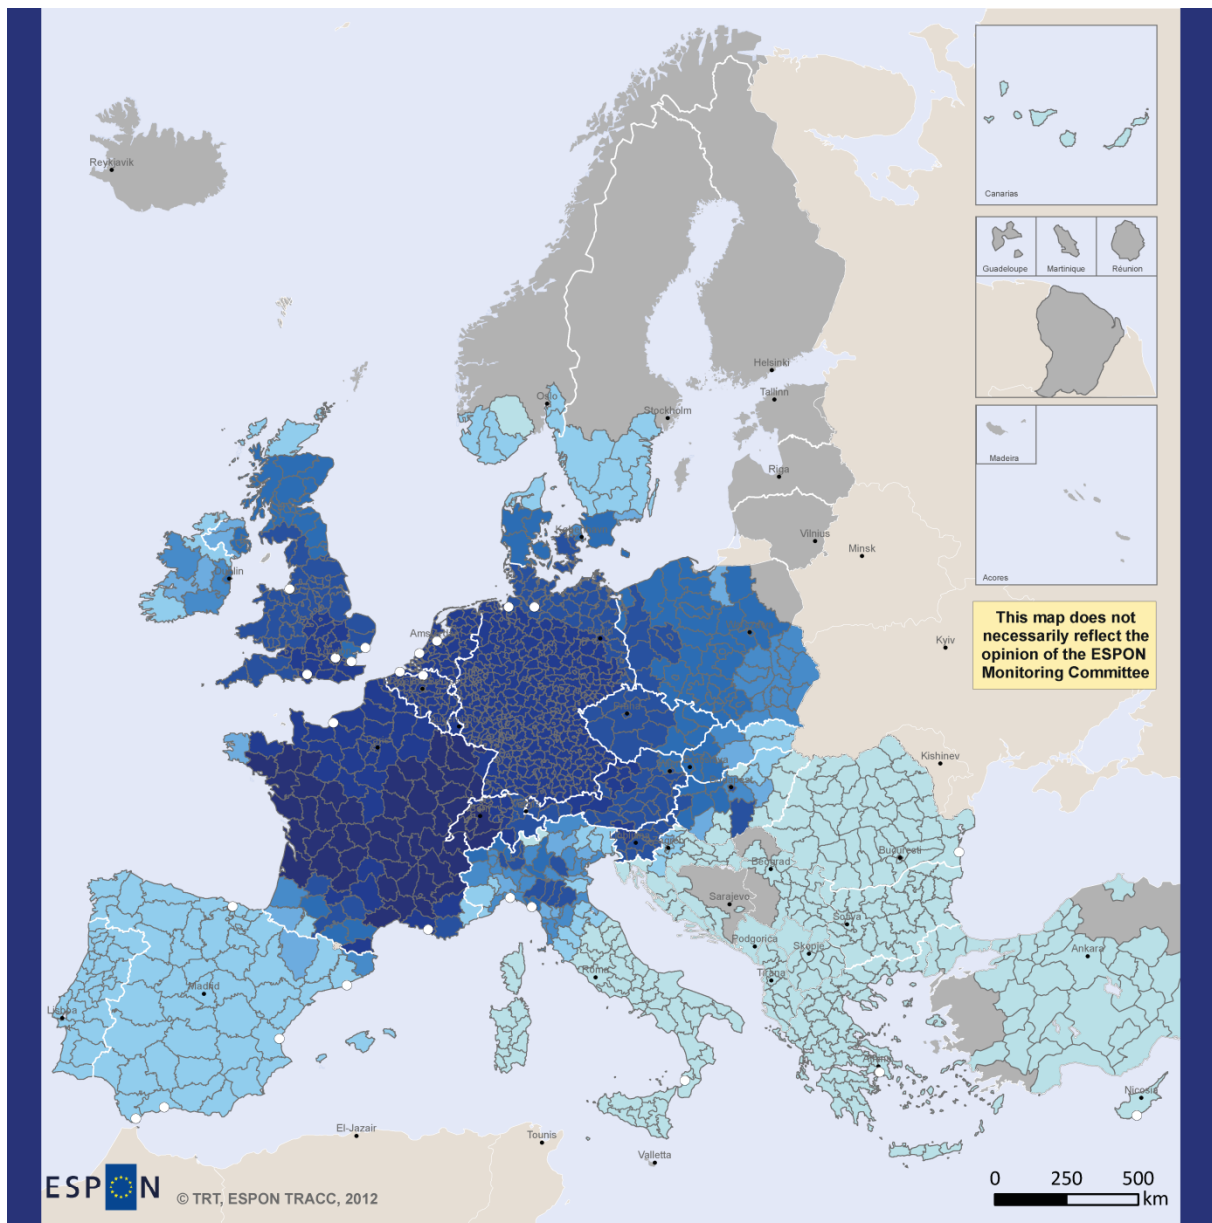 Canarias
Reykjavik
Guadeloupe
Martinique
Réunion
Helsinki
Tallinn
Oslo
Stockholm
Madeira
Riga
Vilnius
Minsk
Acores
This map does not
necessarily reflect the
opinion of the ESPON
Monitoring Committee
Kyiv
Kishinev
Bucuresti
Beograd
Sarajevo
Sofiya
Podgorica
Skopje
Ankara
Roma
Tirana
Madrid
Lisboa
Nicosia
El-Jazair
Tounis
Valletta
ESPON
© TRT, ESPON TRACC, 2012
0 250 500
km